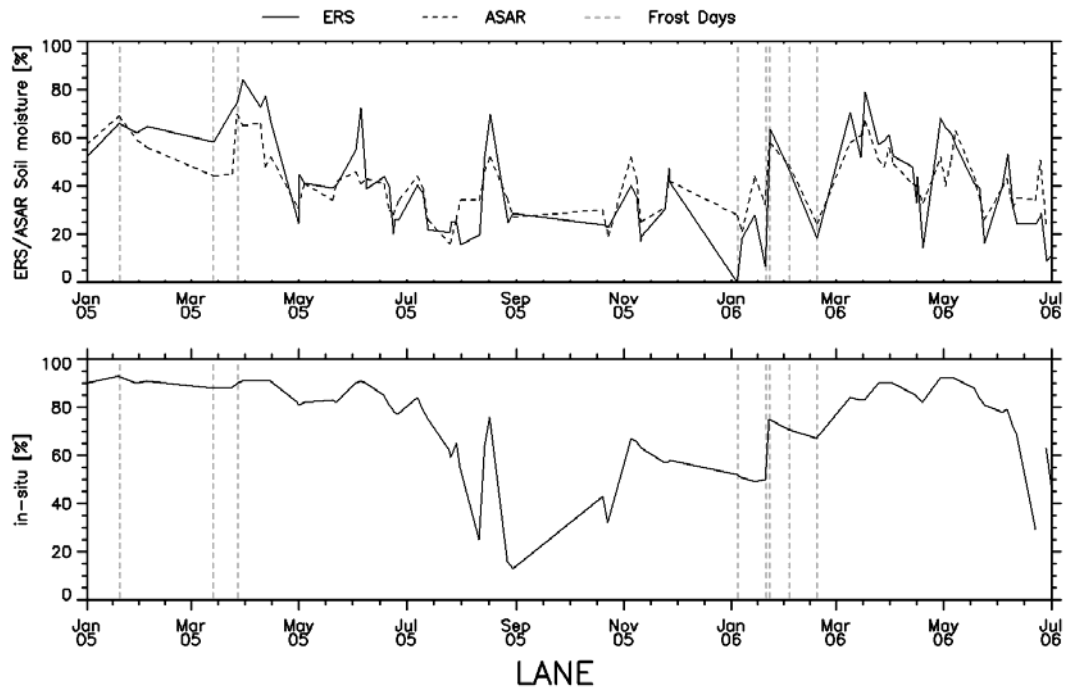 ERS ASAR Frost Days
ERS/ASAR Soil moisture [%]
100
80
60
40
20
0
Jan 05 Mar 05 May 05 Jul 05 Sep 05 Nov 05 Jan 06 Mar 06 May 06 Jul 06
in-situ [%]
100
80
60
40
20
0
Jan 05 Mar 05 May 05 Jul 05 Sep 05 Nov 05 Jan 06 Mar 06 May 06 Jul 06
LANE